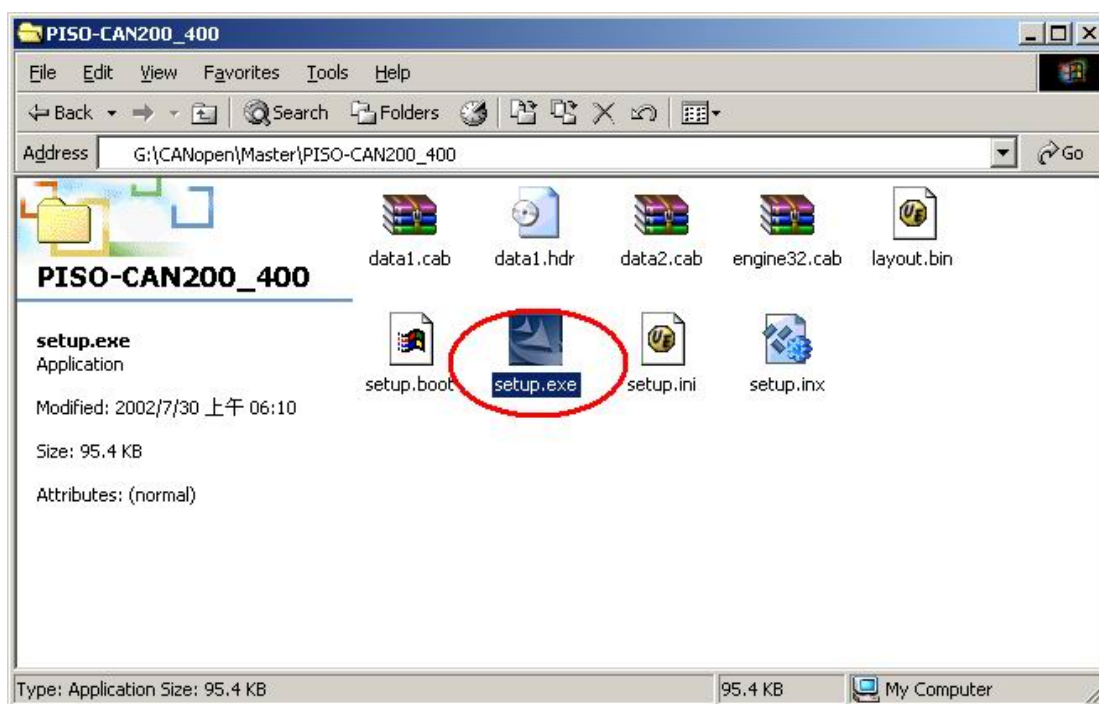 PISO-CAN200_400
File Edit View Favorites Tools Help
Back Search Folders
Address G:\CANopen\Master\PISO-CAN200_400 Go
data1.cab data1.hdr data2.cab engine32.cab layout.bin
PISO-CAN200_400
setup.exe
Application
setup.boot setup.exe setup.ini setup.inx
Modified: 2002/7/30 上午 06:10
Size: 95.4 KB
Attributes: (normal)
Type: Application Size: 95.4 KB 95.4 KB My Computer